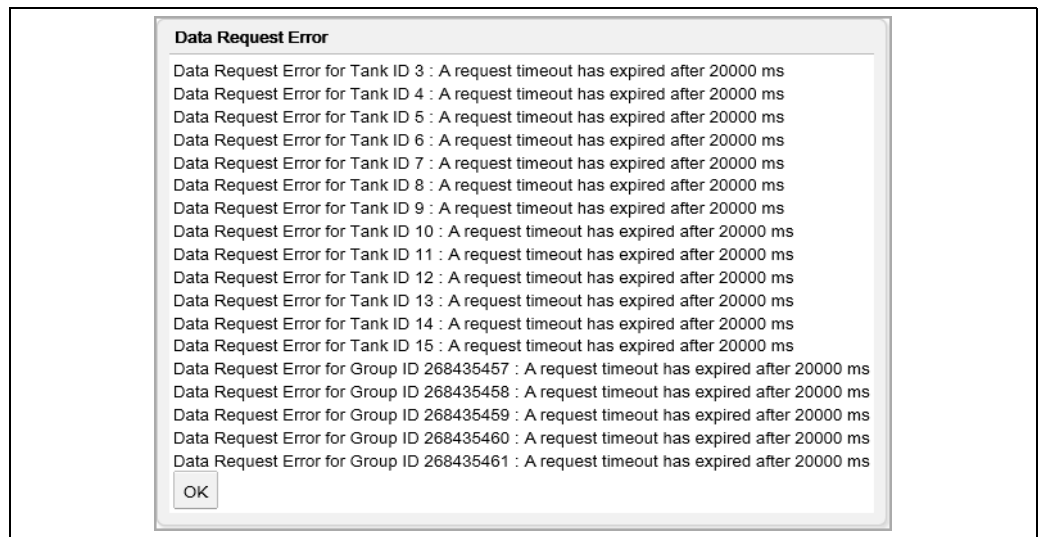 Data Request Error
Data Request Error for Tank ID 3 : A request timeout has expired after 20000 ms
Data Request Error for Tank ID 4 : A request timeout has expired after 20000 ms
Data Request Error for Tank ID 5 : A request timeout has expired after 20000 ms
Data Request Error for Tank ID 6 : A request timeout has expired after 20000 ms
Data Request Error for Tank ID 7 : A request timeout has expired after 20000 ms
Data Request Error for Tank ID 8 : A request timeout has expired after 20000 ms
Data Request Error for Tank ID 9 : A request timeout has expired after 20000 ms
Data Request Error for Tank ID 10 : A request timeout has expired after 20000 ms
Data Request Error for Tank ID 11 : A request timeout has expired after 20000 ms
Data Request Error for Tank ID 12 : A request timeout has expired after 20000 ms
Data Request Error for Tank ID 13 : A request timeout has expired after 20000 ms
Data Request Error for Tank ID 14 : A request timeout has expired after 20000 ms
Data Request Error for Tank ID 15 : A request timeout has expired after 20000 ms
Data Request Error for Group ID 268435457 : A request timeout has expired after 20000 ms
Data Request Error for Group ID 268435458 : A request timeout has expired after 20000 ms
Data Request Error for Group ID 268435459 : A request timeout has expired after 20000 ms
Data Request Error for Group ID 268435460 : A request timeout has expired after 20000 ms
Data Request Error for Group ID 268435461 : A request timeout has expired after 20000 ms
OK